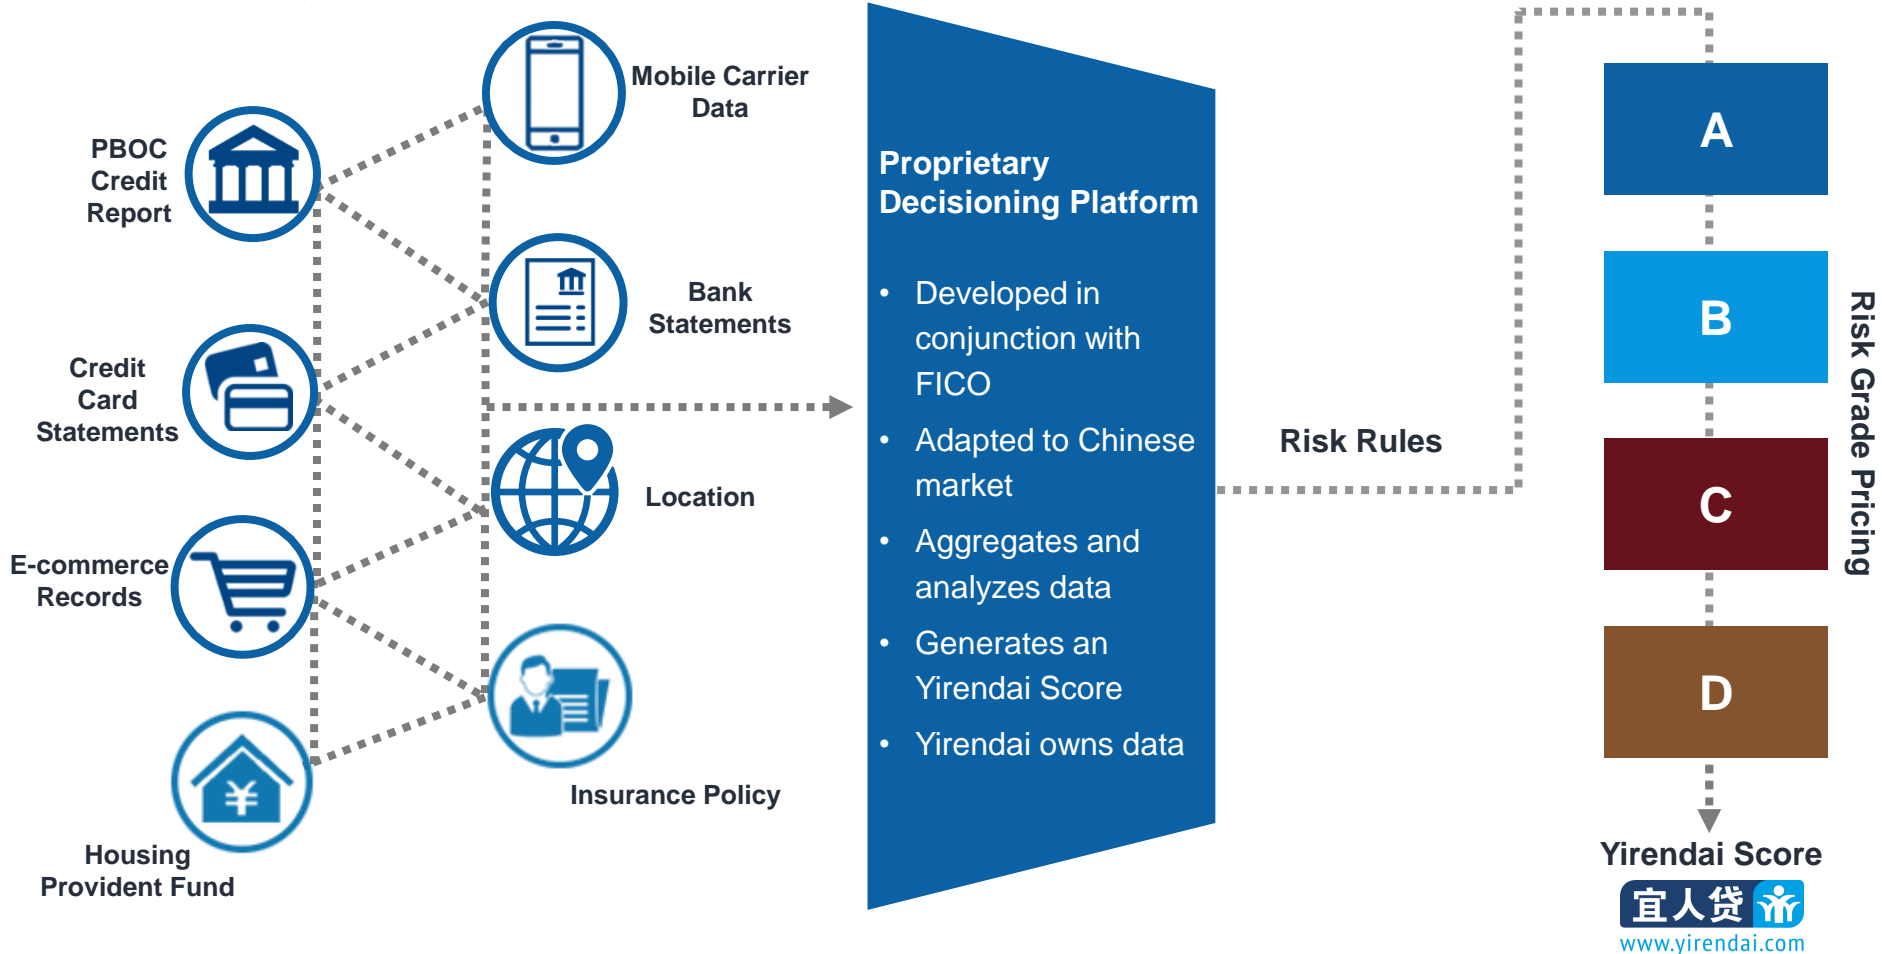 Mobile Carrier
Data
PBOC
Credit
Report
Bank
Statements
Credit
Card
Statements
Location
E-commerce
Records
¥
Insurance Policy
Housing
Provident Fund
Proprietary
Decisioning Platform
• Developed in
conjunction with
FICO
• Adapted to Chinese
market
• Aggregates and
analyzes data
• Generates an
Yirendai Score
• Yirendai owns data
Risk Rules
A
B
C
D
Risk Grade Pricing
Yirendai Score
宜人贷
www.yirendai.com